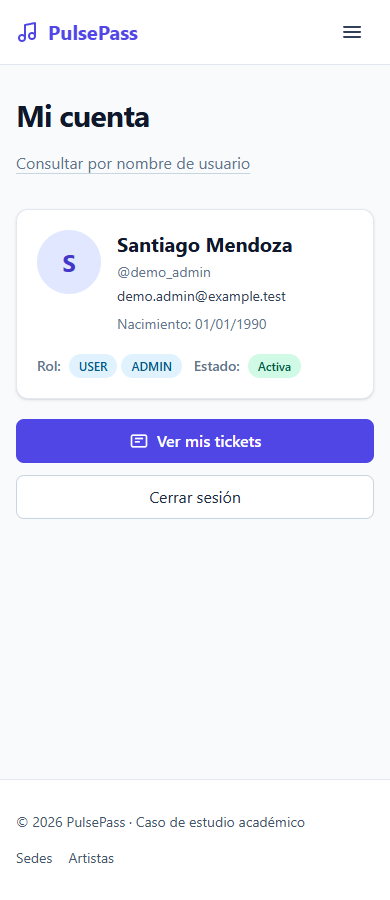 PulsePass
Mi cuenta
Consultar por nombre de usuario
S
Santiago Mendoza
@demo_admin
demo.admin@example.test
Nacimiento: 01/01/1990
Rol: USER ADMIN Estado: Activa
Ver mis tickets
Cerrar sesión
© 2026 PulsePass · Caso de estudio académico
Sedes Artistas